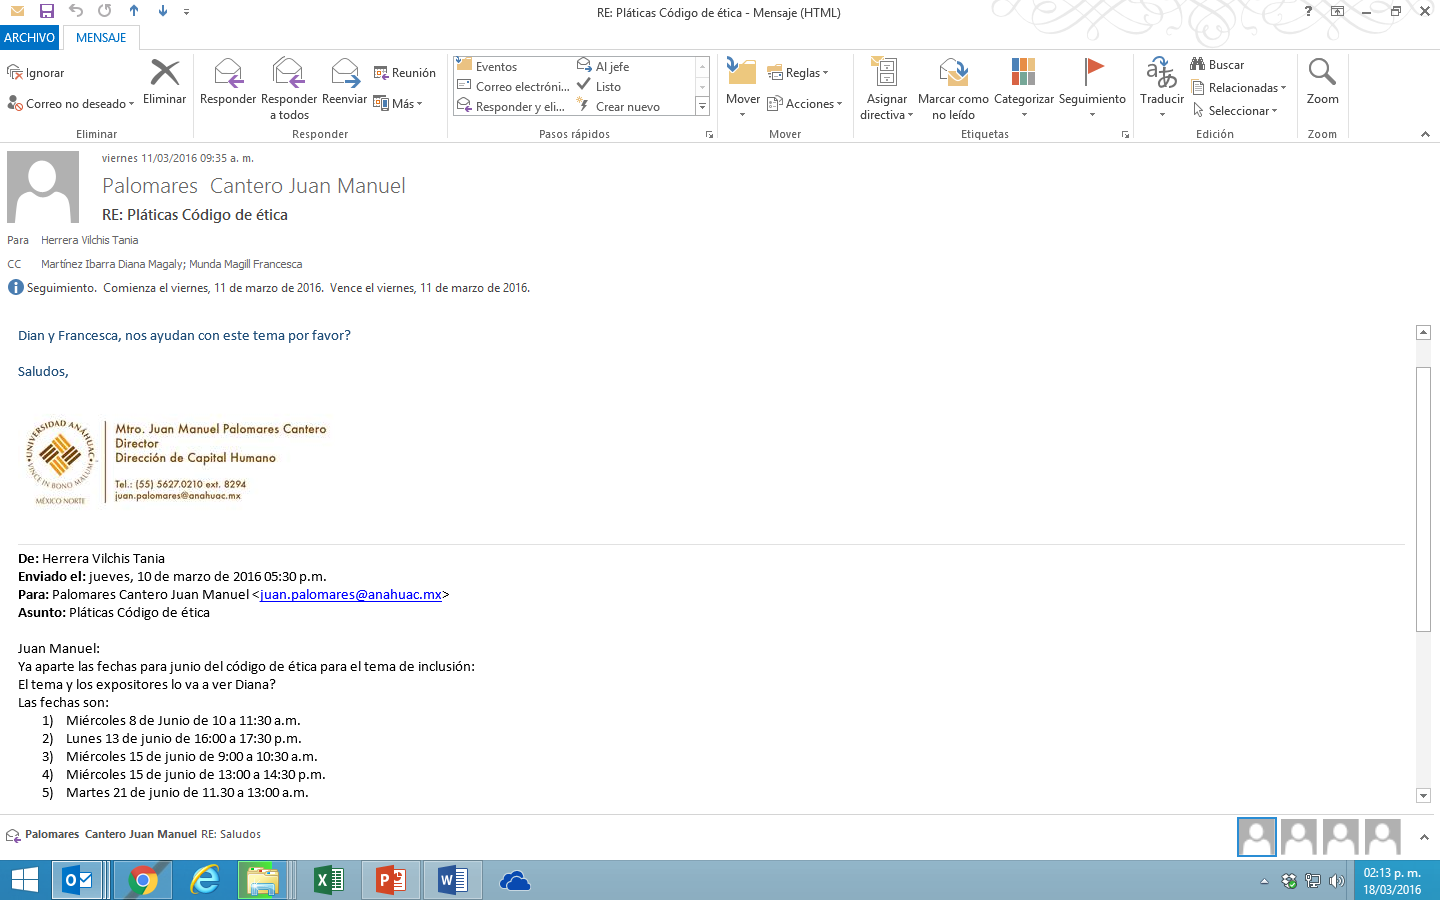 RE: Pláticas Código de ética - Mensaje (HTML)
?
ARCHIVO
MENSAJE
Ignorar
Correo no deseado
Eliminar
Eliminar
Responder
Responder a todos
Reenviar
Reunión
Más
Responder
Eventos
Correo electróni...
Responder y eli...
Al jefe
Listo
Crear nuevo
Pasos rápidos
Mover
Reglas
Acciones
Mover
Asignar directiva
Marcar como no leído
Categorizar
Seguimiento
Etiquetas
Traducir
Buscar
Relacionadas
Seleccionar
Edición
Zoom
Zoom
viernes 11/03/2016 09:35 a. m.
Palomares  Cantero Juan Manuel
RE: Pláticas Código de ética
Para Herrera Vilchis Tania
CC Martínez Ibarra Diana Magaly; Munda Magill Francesca
Seguimiento.  Comienza el viernes, 11 de marzo de 2016.  Vence el viernes, 11 de marzo de 2016.
Dian y Francesca, nos ayudan con este tema por favor?
Saludos,
UNIVERSIDAD ANÁHUAC
VINCE IN BONO MALUM
MÉXICO NORTE
Mtro. Juan Manuel Palomares Cantero
Director
Dirección de Capital Humano
Tel.: (55) 5627.0210 ext. 8294
juan.palomares@anahuac.mx
De: Herrera Vilchis Tania
Enviado el: jueves, 10 de marzo de 2016 05:30 p.m.
Para: Palomares Cantero Juan Manuel <juan.palomares@anahuac.mx>
Asunto: Pláticas Código de ética
Juan Manuel:
Ya aparte las fechas para junio del código de ética para el tema de inclusión:
El tema y los expositores lo va a ver Diana?
Las fechas son:
1) Miércoles 8 de Junio de 10 a 11:30 a.m.
2) Lunes 13 de junio de 16:00 a 17:30 p.m.
3) Miércoles 15 de junio de 9:00 a 10:30 a.m.
4) Miércoles 15 de junio de 13:00 a 14:30 p.m.
5) Martes 21 de junio de 11.30 a 13:00 a.m.
Palomares  Cantero Juan Manuel RE: Saludos
02:13 p. m.
18/03/2016